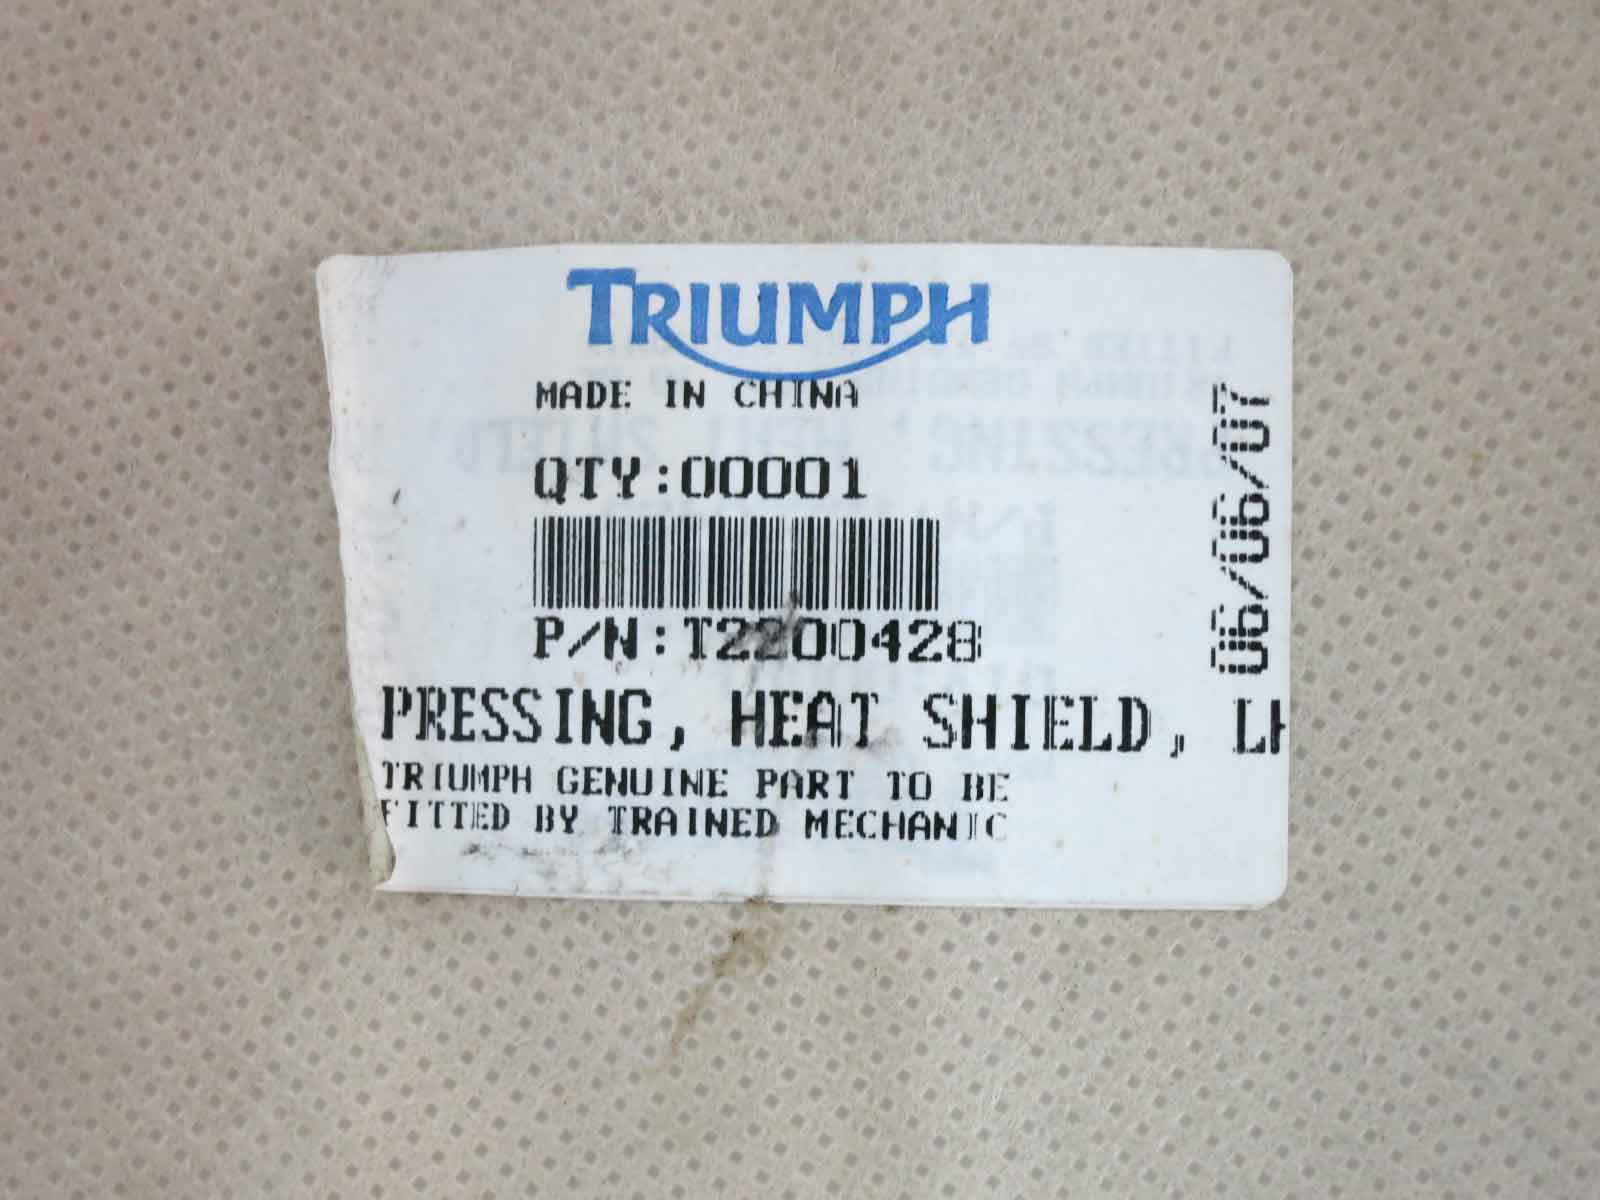 TRIUMPH
MADE IN CHINA
QTY:00001
P/N:T2200428
PRESSING, HEAT SHIELD, LH
TRIUMPH GENUINE PART TO BE
FITTED BY TRAINED MECHANIC
06/06/07